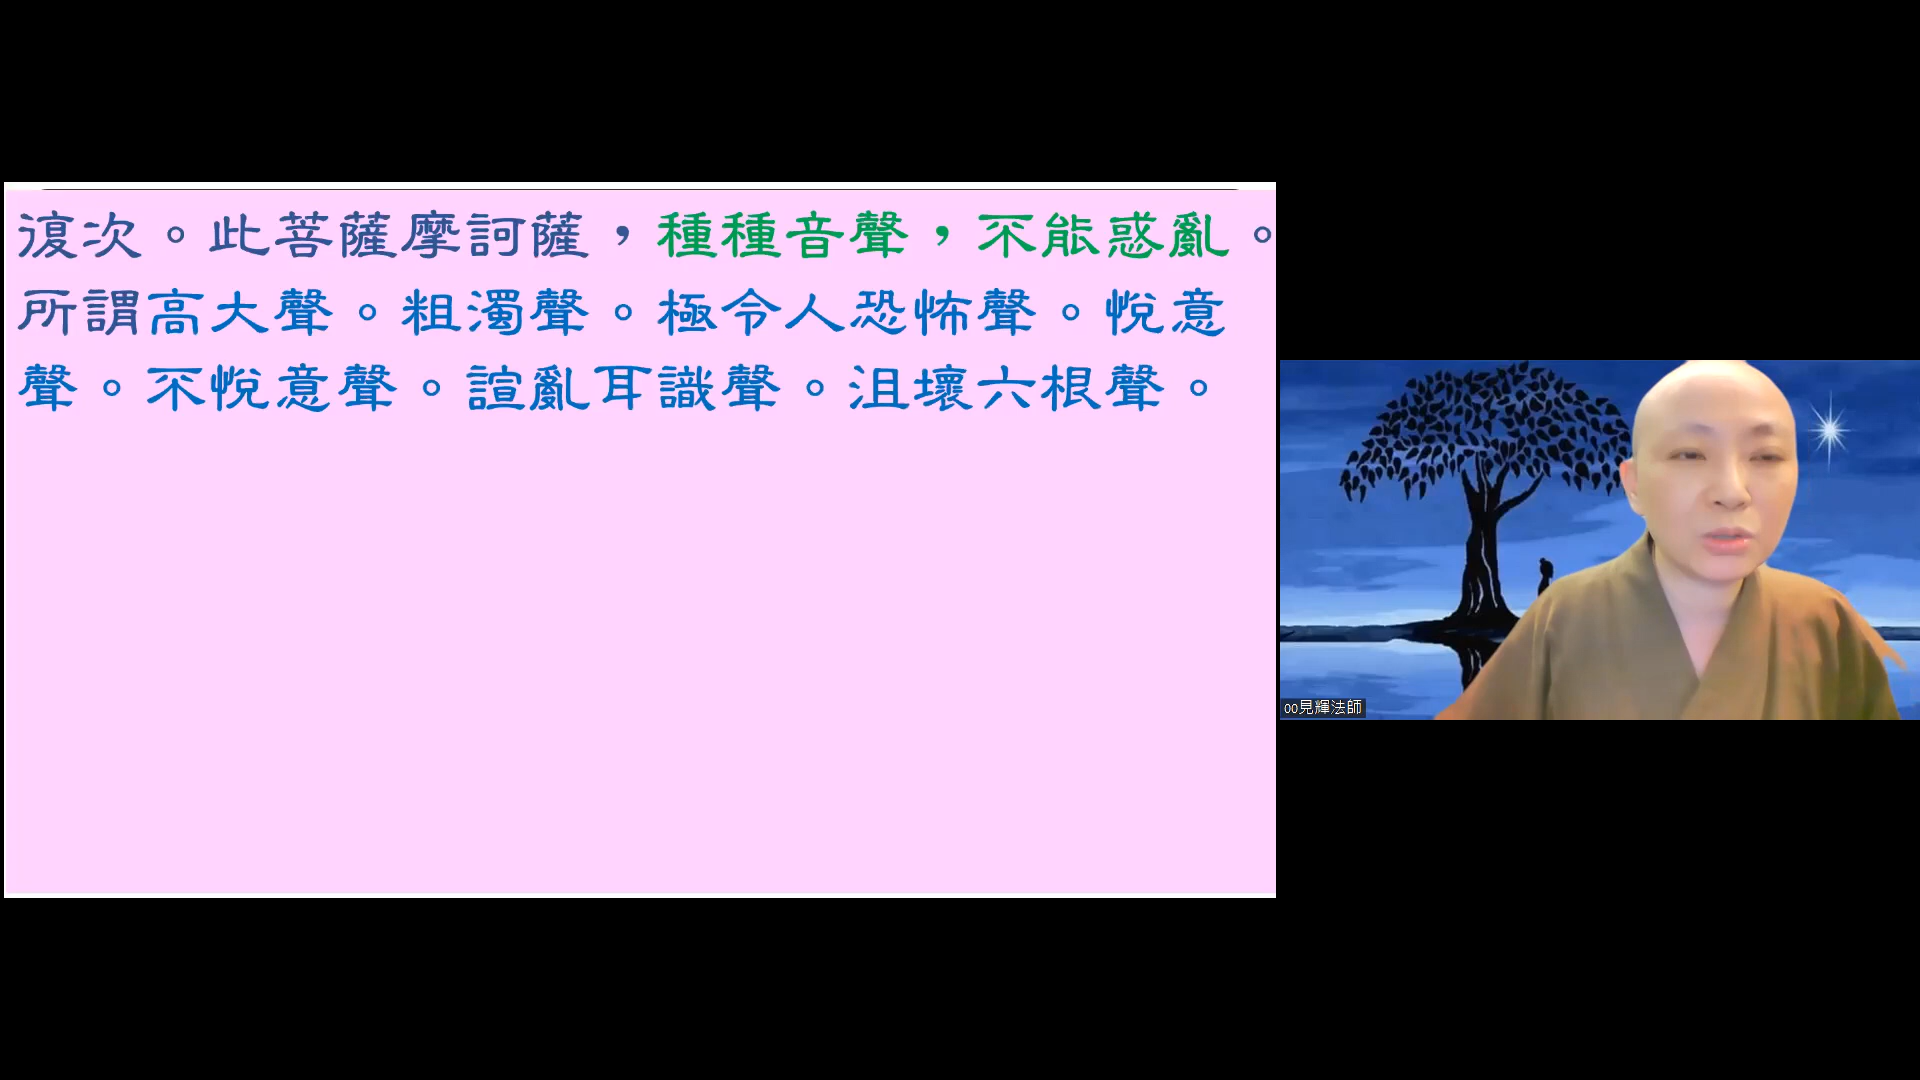 復次。此菩薩摩訶薩，種種音聲，不能惑亂。
所謂高大聲。粗濁聲。極令人恐怖聲。悅意
聲。不悅意聲。諠亂耳識聲。沮壞六根聲。
oo見輝法師